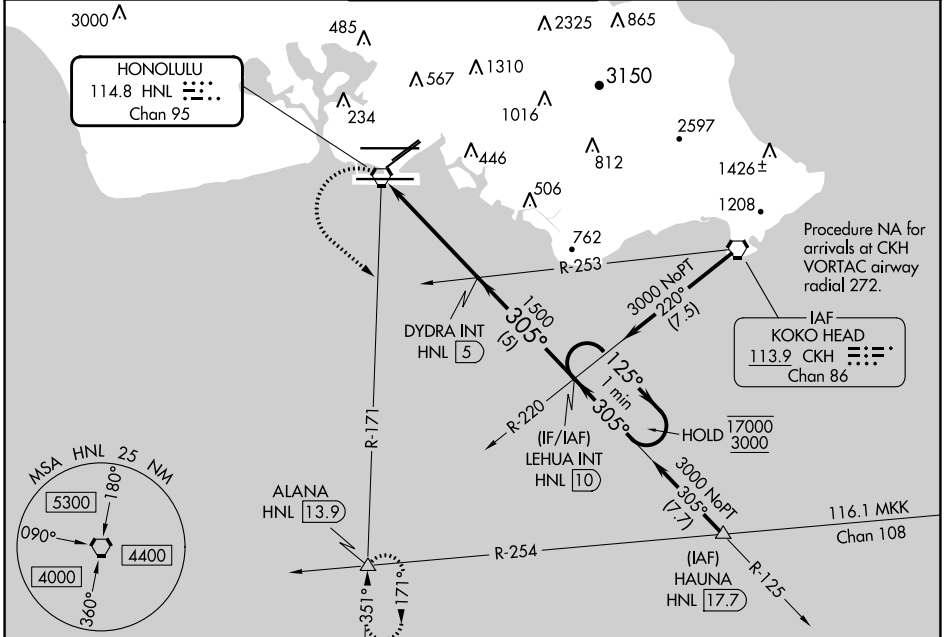 3000
485
2325
865
HONOLULU
114.8 HNL
Chan 95
567
1310
3150
234
1016
2597
446
812
1426 ±
506
1208
762
Procedure NA for
arrivals at CKH
VORTAC airway
radial 272.
R-253
3000 NoPT
220°
(7.5)
1500
305°
(5)
DYDRA INT
HNL 5
IAF
KOKO HEAD
113.9 CKH
Chan 86
125°
1 min
305°
R-220
R-171
HOLD
17000
3000
(IF/IAF)
LEHUA INT
HNL 10
3000 NoPT
305°
(7.7)
MSA HNL 25 NM
5300
180°
090°
4400
4000
360°
ALANA
HNL 13.9
116.1 MKK
Chan 108
R-254
(IAF)
HAUNA
HNL 17.7
R-125
351°
171°